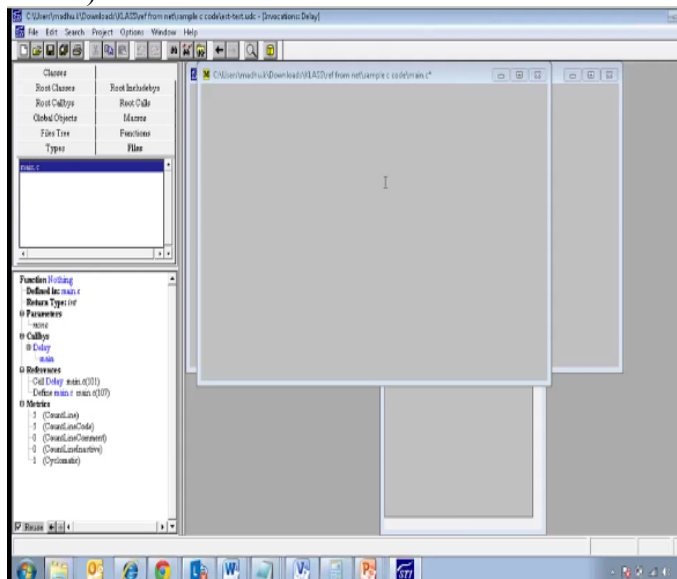 C:\Users\madhu.k\Downloads\KLASS\ref from net\sample c code\est-test.udc - [Invocations: Delay]
File Edit Search Project Options Window Help
Classes
Root Classes Root Includebys
Root Callbys Root Calls
Global Objects Macros
Files Tree Functions
Types Files
main.c
C:\Users\madhu.k\Downloads\KLASS\ref from net\sample c code\main.c*
Function Nothing
Defined in: main.c
Return Type: int
Parameters
none
Callbys
Delay
main
References
Call Delay main.c(101)
Define main.c main.c(107)
Metrics
(CountLine)
(CountLineCode)
0 (CountLineComment)
0 (CountLineInactive)
1 (Cyclomatic)
Reuse
STI